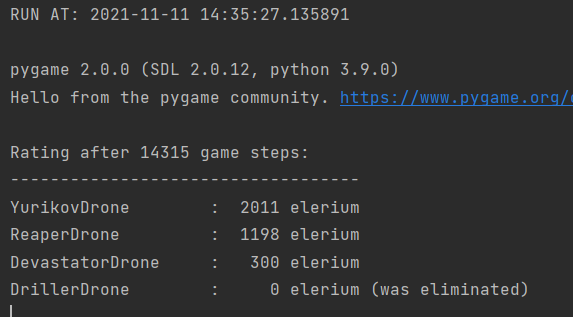 RUN AT: 2021-11-11 14:35:27.135891
pygame 2.0.0 (SDL 2.0.12, python 3.9.0)
Hello from the pygame community. https://www.pygame.org/
Rating after 14315 game steps:
-----------------------------------
YurikovDrone : 2011 elerium
ReaperDrone : 1198 elerium
DevastatorDrone : 300 elerium
DrillerDrone : 0 elerium (was eliminated)